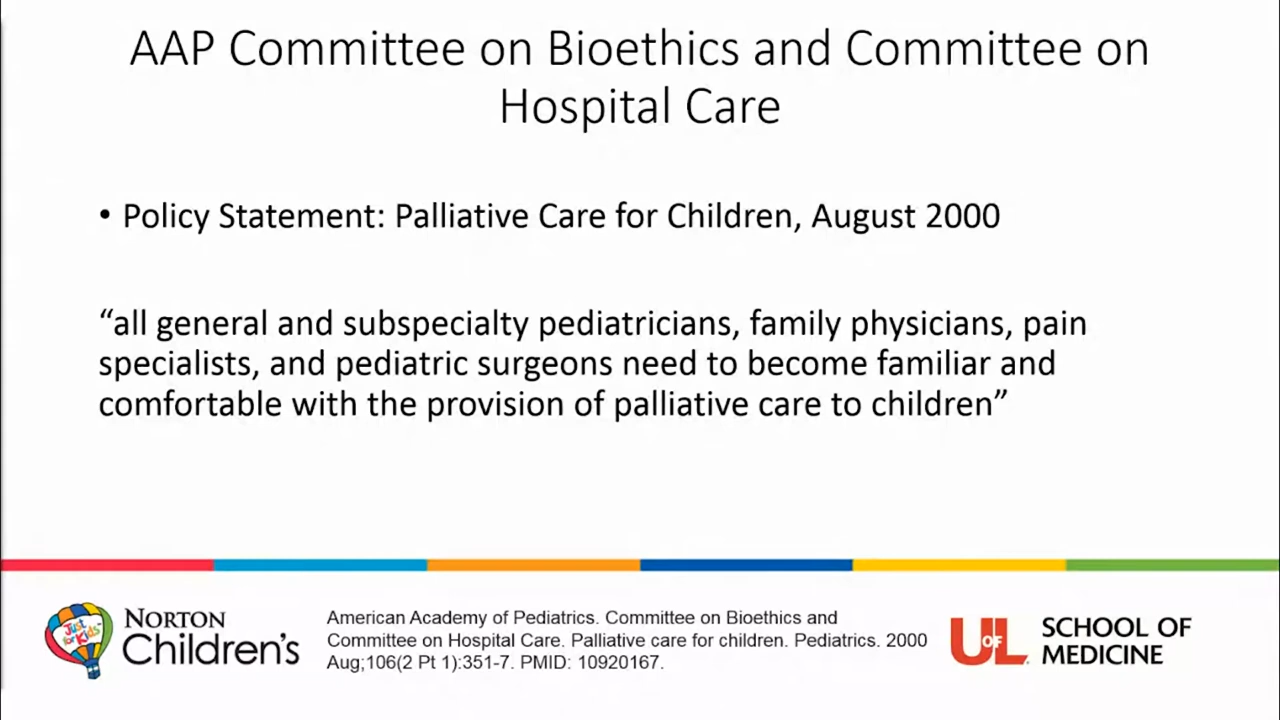 AAP Committee on Bioethics and Committee on
Hospital Care
• Policy Statement: Palliative Care for Children, August 2000
“all general and subspecialty pediatricians, family physicians, pain
specialists, and pediatric surgeons need to become familiar and
comfortable with the provision of palliative care to children”
Just for Kids
NORTON
Children's
American Academy of Pediatrics. Committee on Bioethics and
Committee on Hospital Care. Palliative care for children. Pediatrics. 2000
Aug;106(2 Pt 1):351-7. PMID: 10920167.
U OF L
SCHOOL OF
MEDICINE